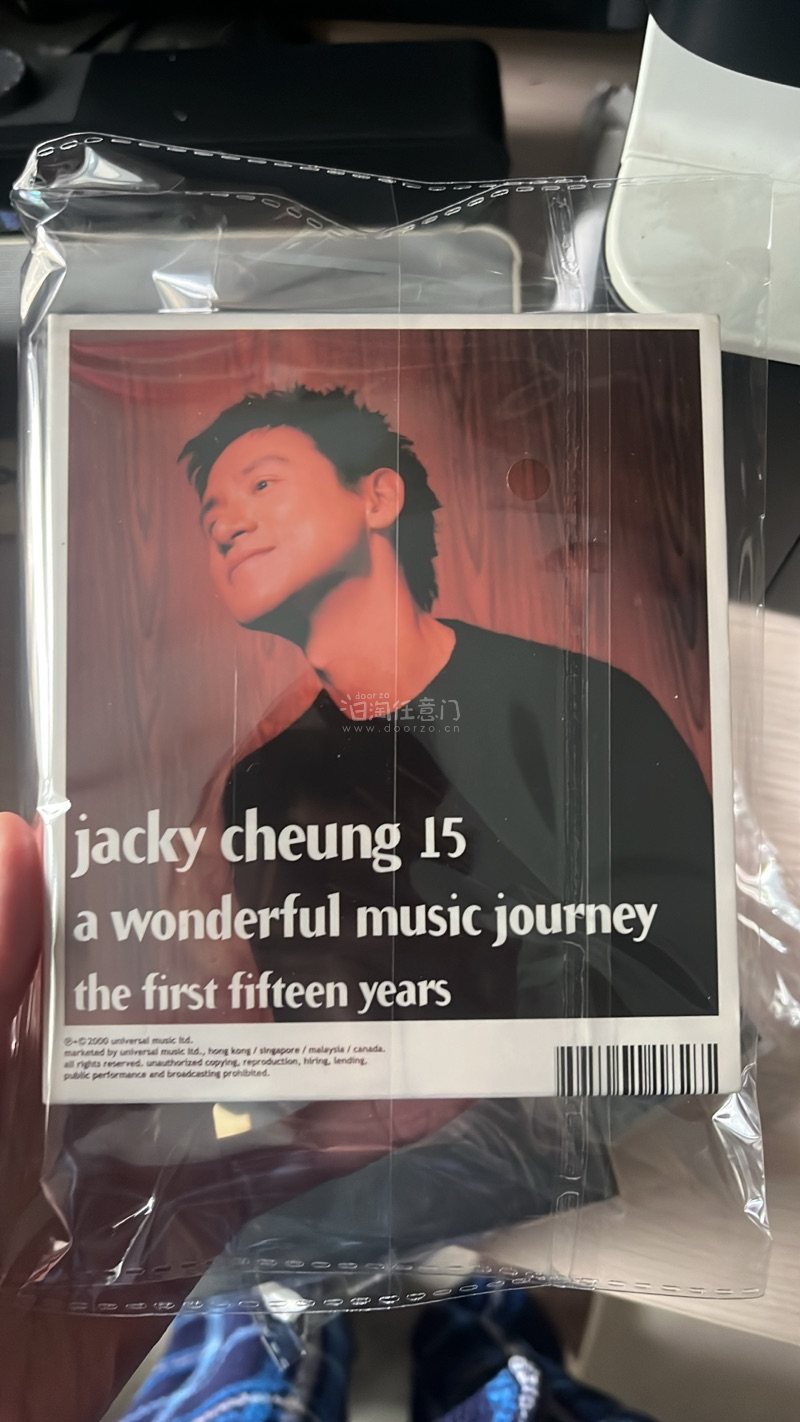 doorzo
日淘任意门
www.doorzo.cn
jacky cheung 15
a wonderful music journey
the first fifteen years
℗+© 2000 universal music ltd.
marketed by universal music ltd., hong kong / singapore / malaysia / canada.
all rights reserved. unauthorized copying, reproduction, hiring, lending,
public performance and broadcasting prohibited.